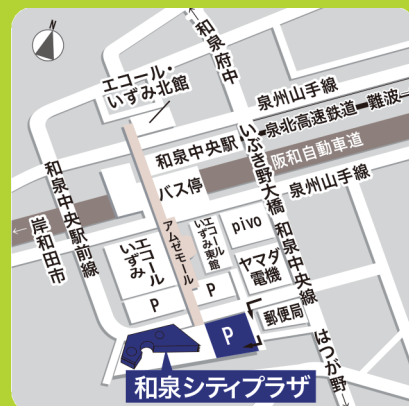 和泉府中
エコール・
いずみ北館
泉州山手線
和泉中央駅
泉北高速鉄道
難波
バス停
阪和自動車道
泉州山手線
いぶき野大橋
和泉中央線
和泉中央駅前線
岸和田市
アムゼモール
エコール
いずみ
エコール
いずみ東館
pivo
ヤマダ
電機
P
P
郵便局
P
はつが野
和泉シティプラザ